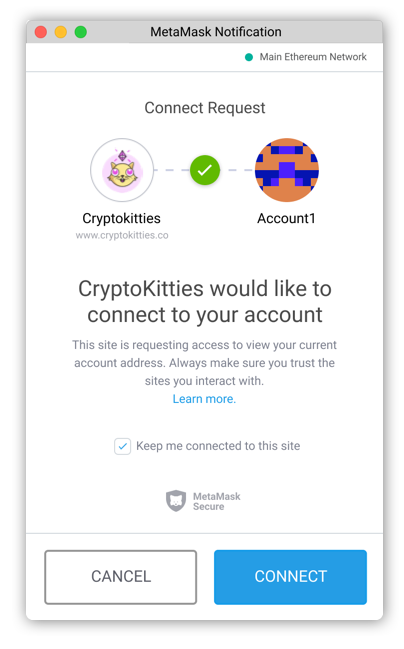 MetaMask Notification
Main Ethereum Network
Connect Request
Cryptokitties
Account1
www.cryptokitties.co
CryptoKitties would like to
connect to your account
This site is requesting access to view your current
account address. Always make sure you trust the
sites you interact with.
Learn more.
Keep me connected to this site
MetaMask
Secure
CANCEL
CONNECT